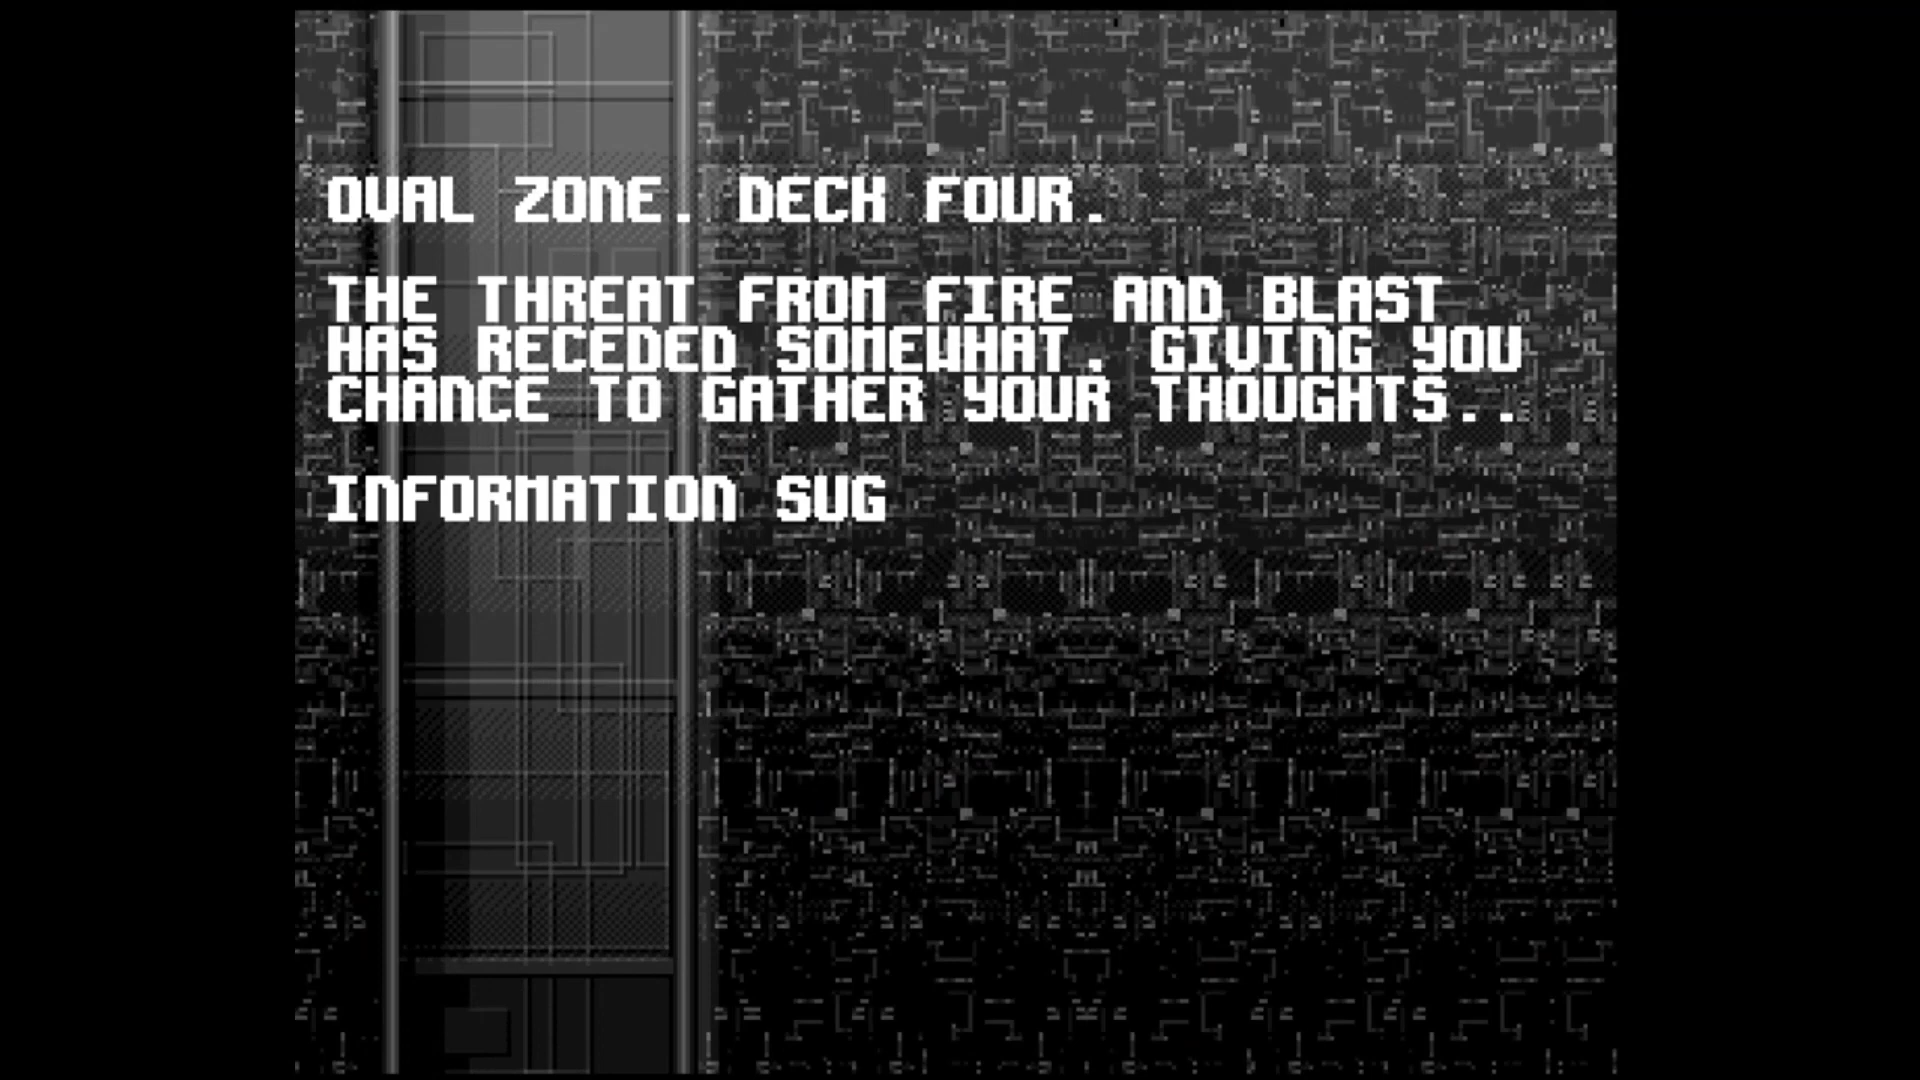 OVAL ZONE. DECK FOUR.
THE THREAT FROM FIRE AND BLAST
HAS RECEDED SOMEWHAT. GIVING YOU
CHANCE TO GATHER YOUR THOUGHTS..
INFORMATION SUG